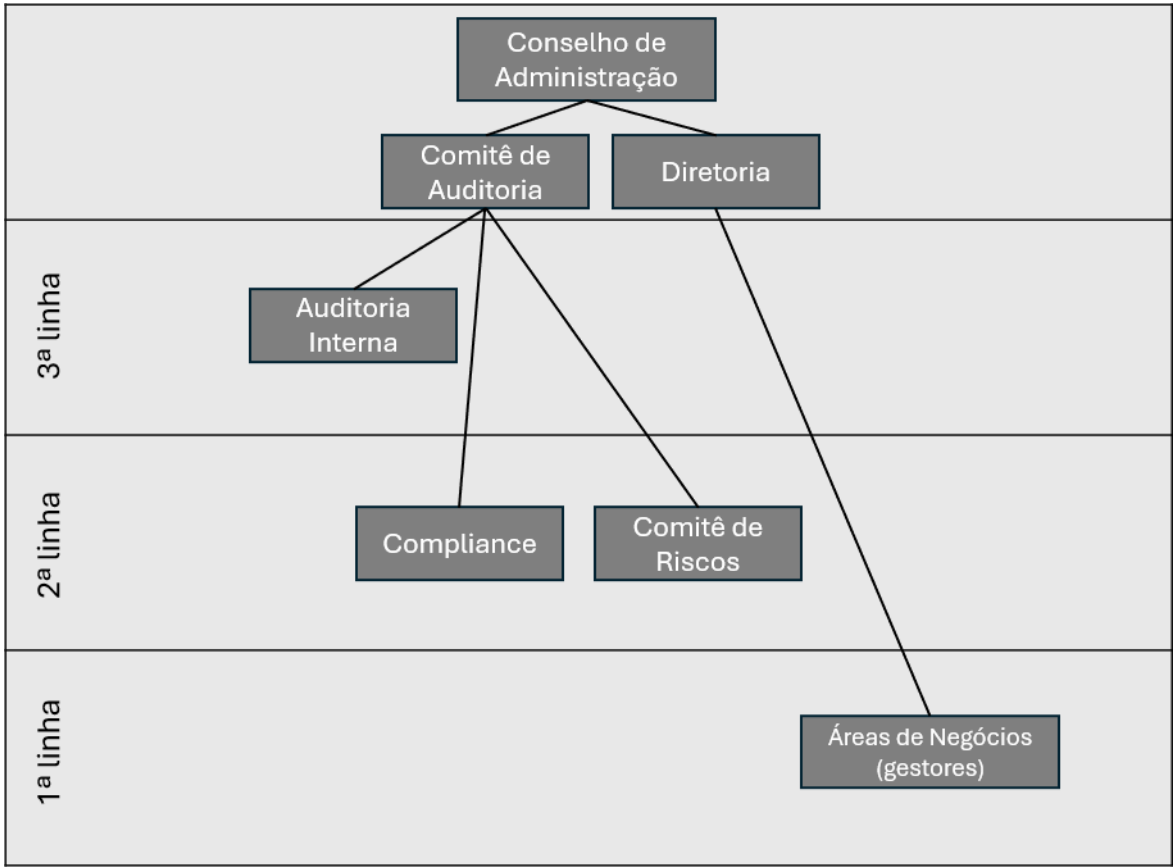 Conselho de
Administração
Comitê de
Auditoria
Diretoria
3ª linha
Auditoria
Interna
2ª linha
Compliance
Comitê de
Riscos
1ª linha
Áreas de Negócios
(gestores)